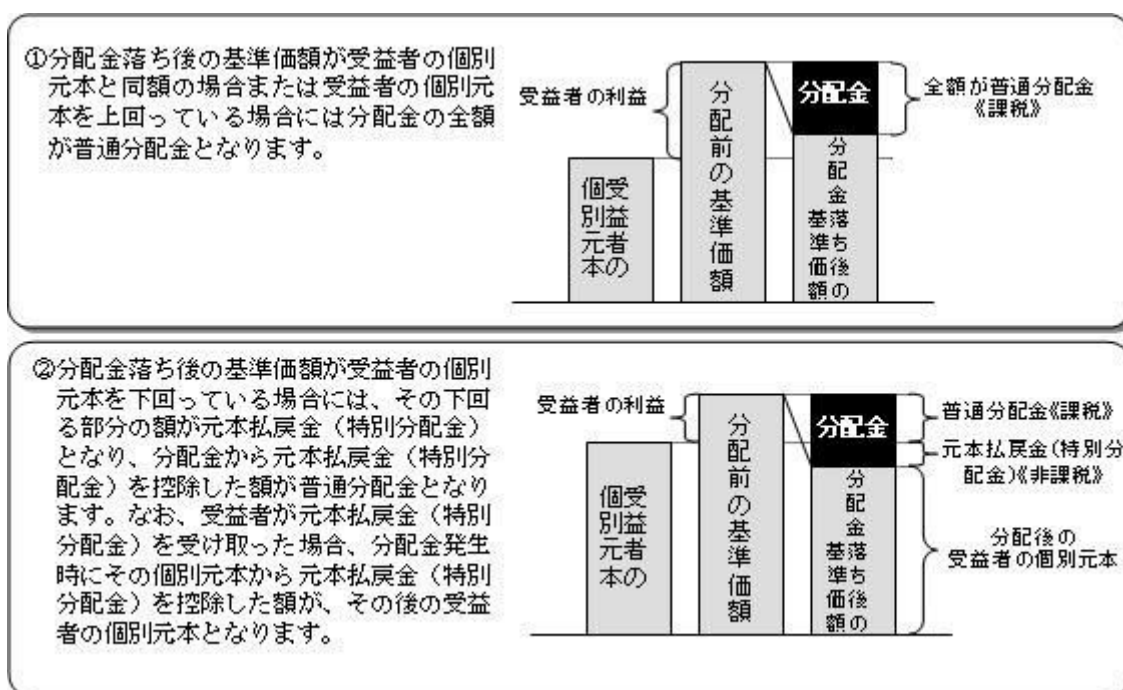 ①分配金落ち後の基準価額が受益者の個別
元本と同額の場合または受益者の個別元
本を上回っている場合には分配金の全額
が普通分配金となります。
受益者の利益
受益者の
個別元本
分配前の基準価額
分配金
分配金落ち後の
基準価額
全額が普通分配金
《課税》
②分配金落ち後の基準価額が受益者の個別
元本を下回っている場合には、その下回
る部分の額が元本払戻金（特別分配金）
となり、分配金から元本払戻金（特別分
配金）を控除した額が普通分配金となり
ます。なお、受益者が元本払戻金（特別
分配金）を受け取った場合、分配金発生
時にその個別元本から元本払戻金（特別
分配金）を控除した額が、その後の受益
者の個別元本となります。
受益者の利益
受益者の
個別元本
分配前の基準価額
分配金
分配金落ち後の
基準価額
普通分配金《課税》
元本払戻金（特別分
配金）《非課税》
分配後の
受益者の個別元本